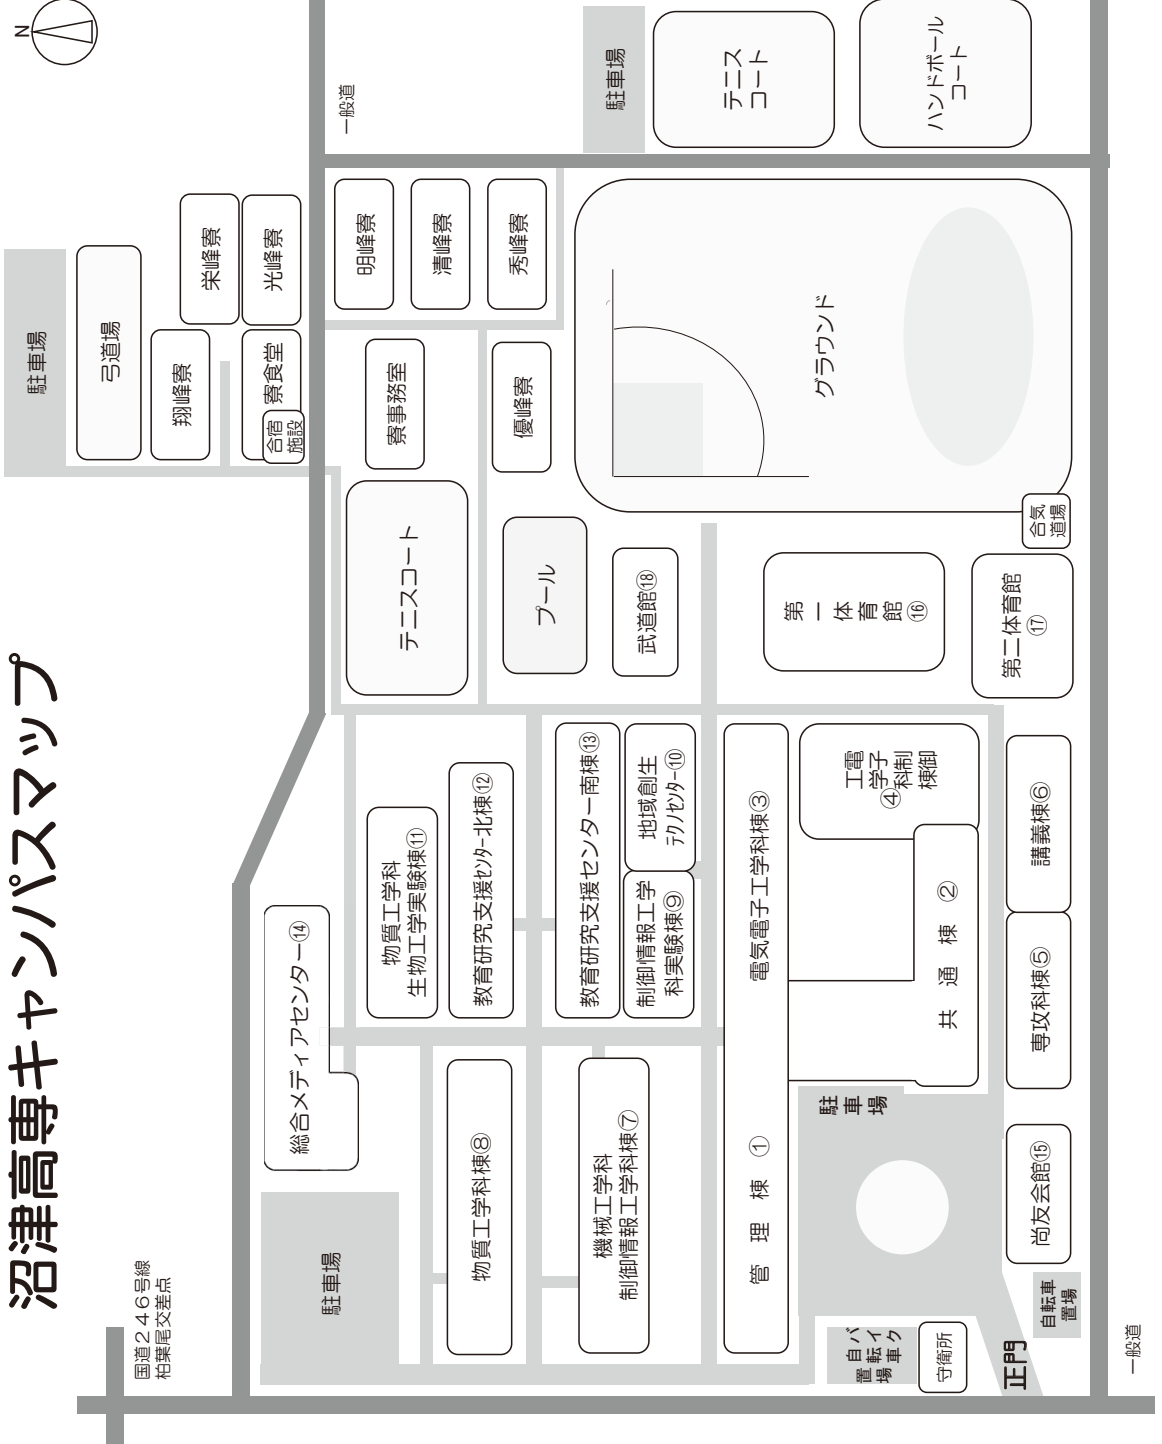 沼津高専キャンパスマップ
N
国道246号線
柏葉尾交差点
駐車場
弓道場
翔峰寮
栄峰寮
光峰寮
寮食堂
合宿
施設
一般道
明峰寮
清峰寮
秀峰寮
寮事務室
優峰寮
駐車場
テニス
コート
ハンドボール
コート
グラウンド
テニスコート
プール
武道館⑱
第一体育館⑯
第二体育館
⑰
合気
道場
総合メディアセンター⑭
物質工学科
生物工学実験棟⑪
教育研究支援センター北棟⑫
教育研究支援センター南棟⑬
地域創生
テクノセンター⑩
制御情報工学
科実験棟⑨
電気電子工学科棟③
電子制御
工学科棟
④
共通棟②
講義棟⑥
専攻科棟⑤
駐車場
物質工学科棟⑧
機械工学科
制御情報工学科棟⑦
管理棟①
駐車場
尚友会館⑮
バイク
自転車
置場
守衛所
正門
自転車
置場
一般道